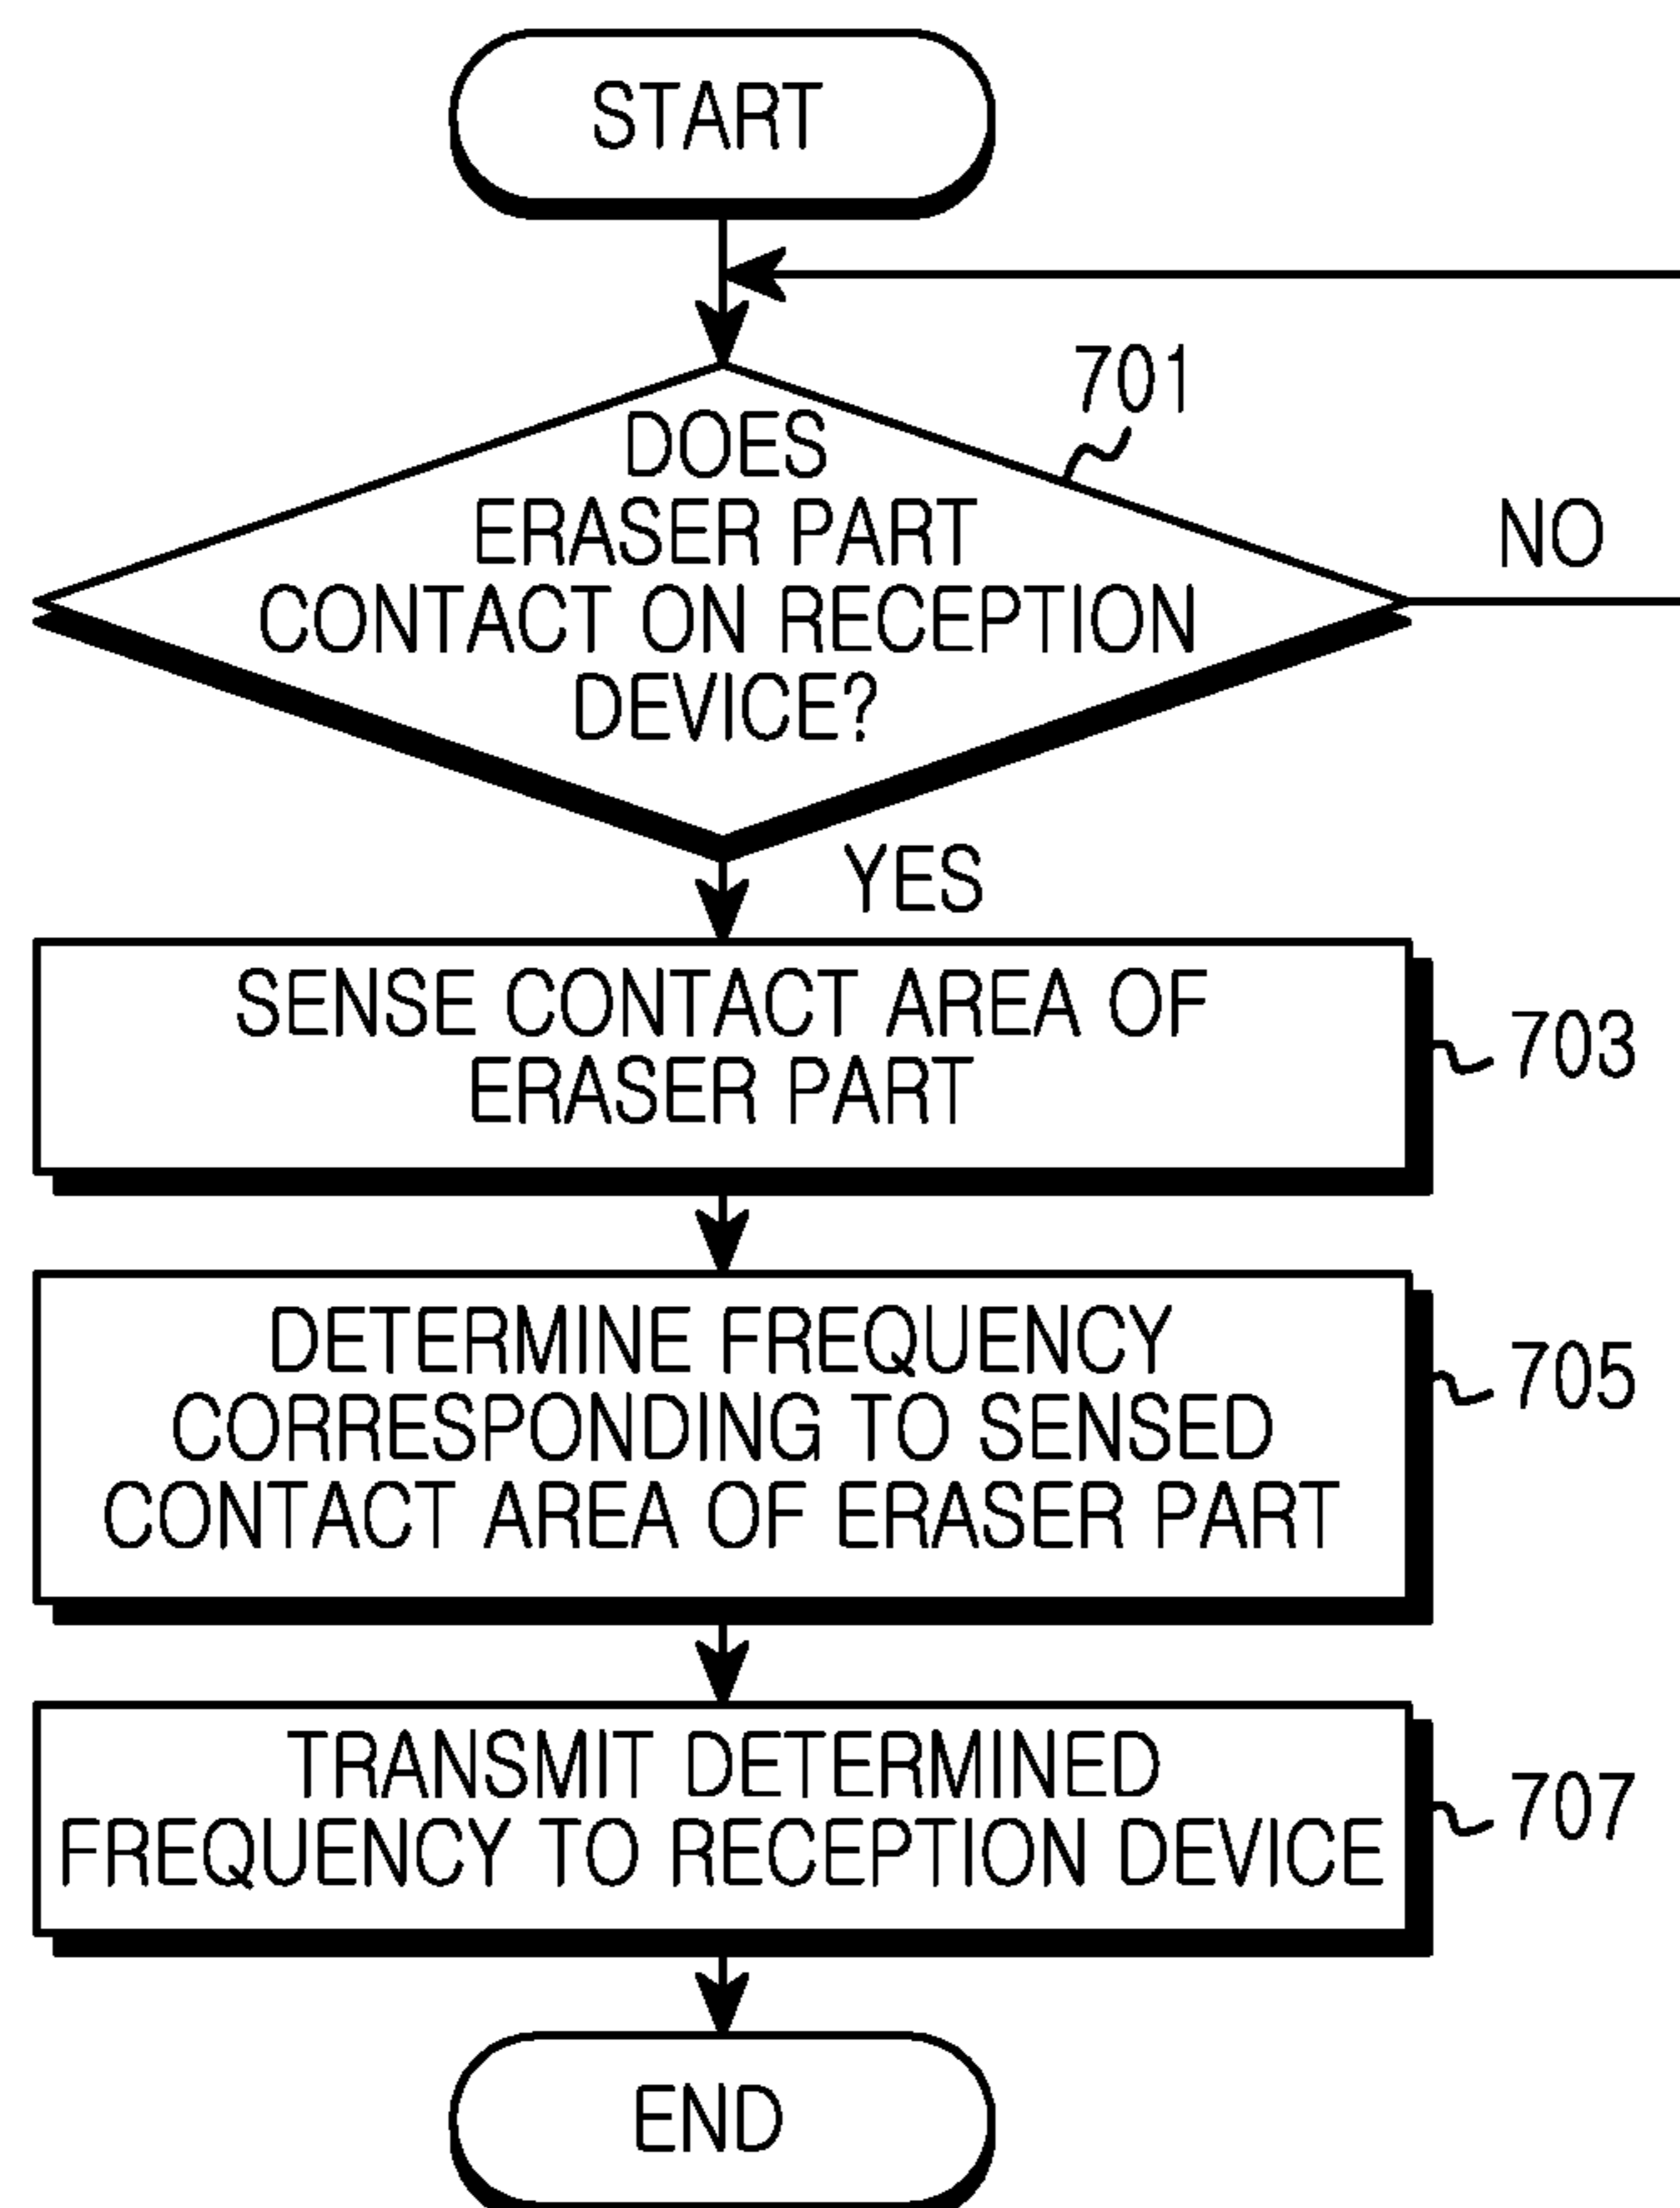 START
701
DOES
ERASER PART
CONTACT ON RECEPTION
DEVICE?
NO
YES
SENSE CONTACT AREA OF
ERASER PART
703
DETERMINE FREQUENCY
CORRESPONDING TO SENSED
CONTACT AREA OF ERASER PART
705
TRANSMIT DETERMINED
FREQUENCY TO RECEPTION DEVICE
707
END